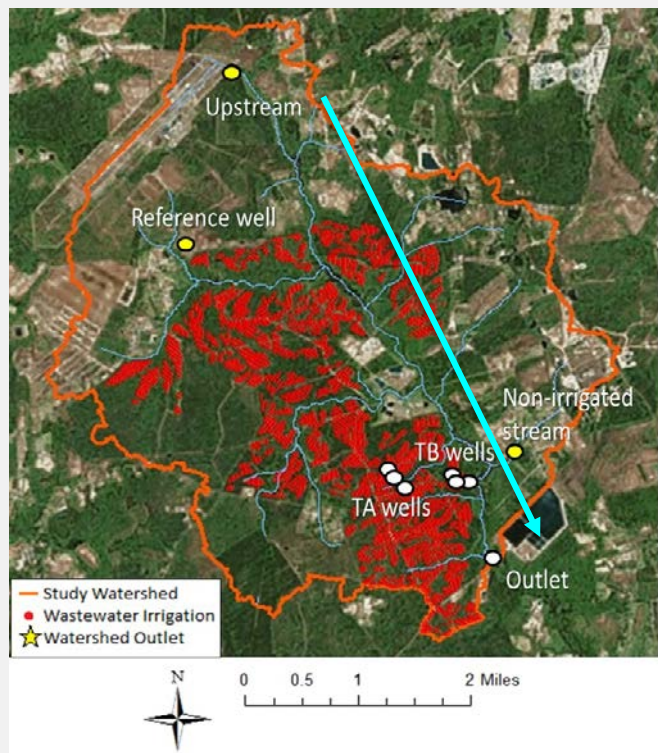 Upstream
Reference well
Non-irrigated
stream
TB wells
TA wells
Outlet
Study Watershed
Wastewater Irrigation
Watershed Outlet
N
0 0.5 1 2 Miles